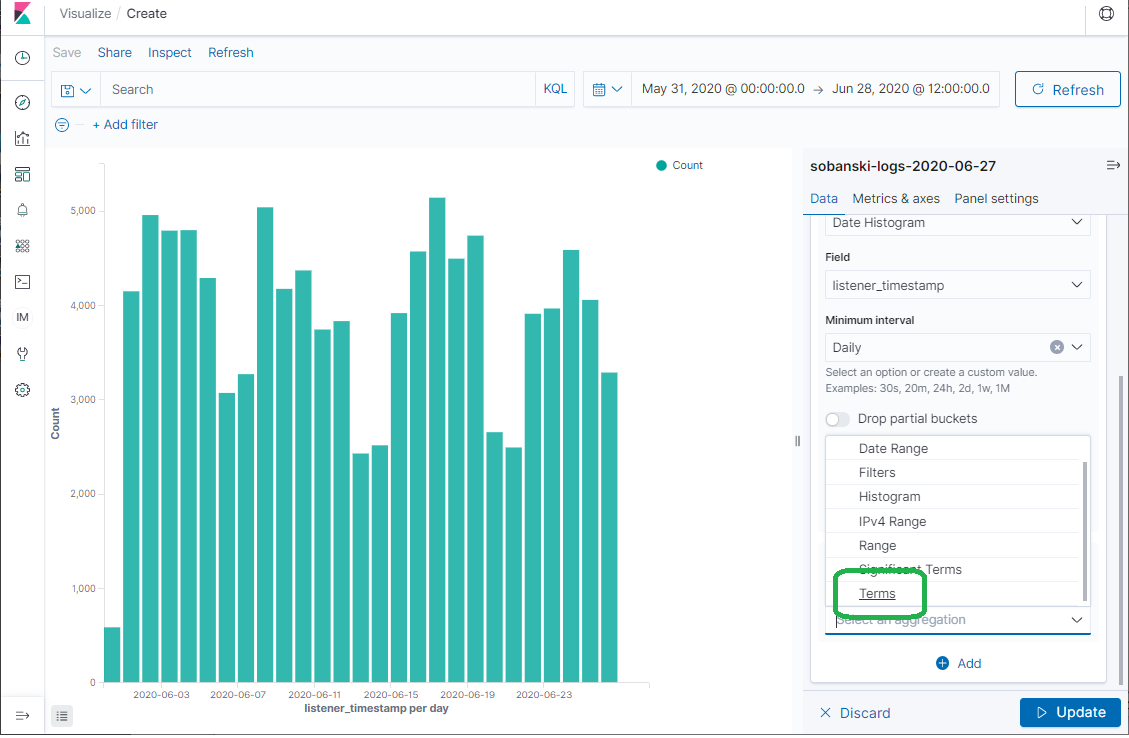 Visualize / Create
Save Share Inspect Refresh
Search KQL May 31, 2020 @ 00:00:00.0 → Jun 28, 2020 @ 12:00:00.0 Refresh
+ Add filter
Count
5,000
4,000
3,000
2,000
1,000
0
Count
2020-06-03 2020-06-07 2020-06-11 2020-06-15 2020-06-19 2020-06-23
listener_timestamp per day
IM
sobanski-logs-2020-06-27
Data Metrics & axes Panel settings
Date Histogram
Field
listener_timestamp
Minimum interval
Daily
Select an option or create a custom value.
Examples: 30s, 20m, 24h, 2d, 1w, 1M
Drop partial buckets
Date Range
Filters
Histogram
IPv4 Range
Range
Significant Terms
Terms
Select an aggregation
Add
Discard Update